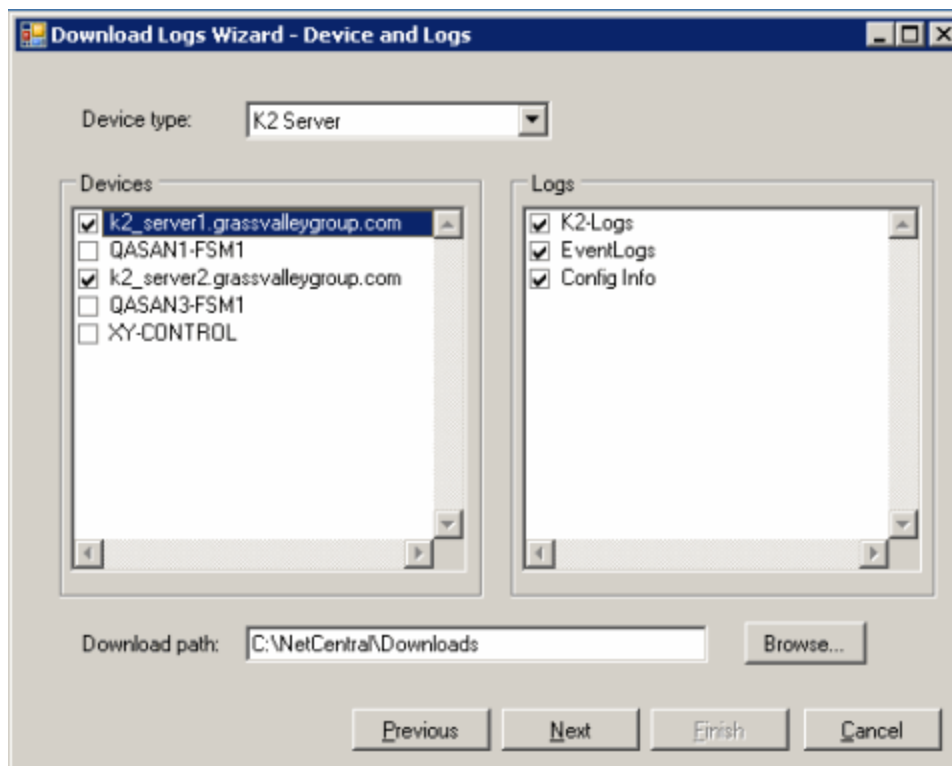 Download Logs Wizard - Device and Logs
Device type:
K2 Server
Devices
k2_server1.grassvalleygroup.com
QASAN1-FSM1
k2_server2.grassvalleygroup.com
QASAN3-FSM1
XY-CONTROL
Logs
K2-Logs
EventLogs
Config Info
Download path:
C:\NetCentral\Downloads
Browse...
Previous
Next
Finish
Cancel